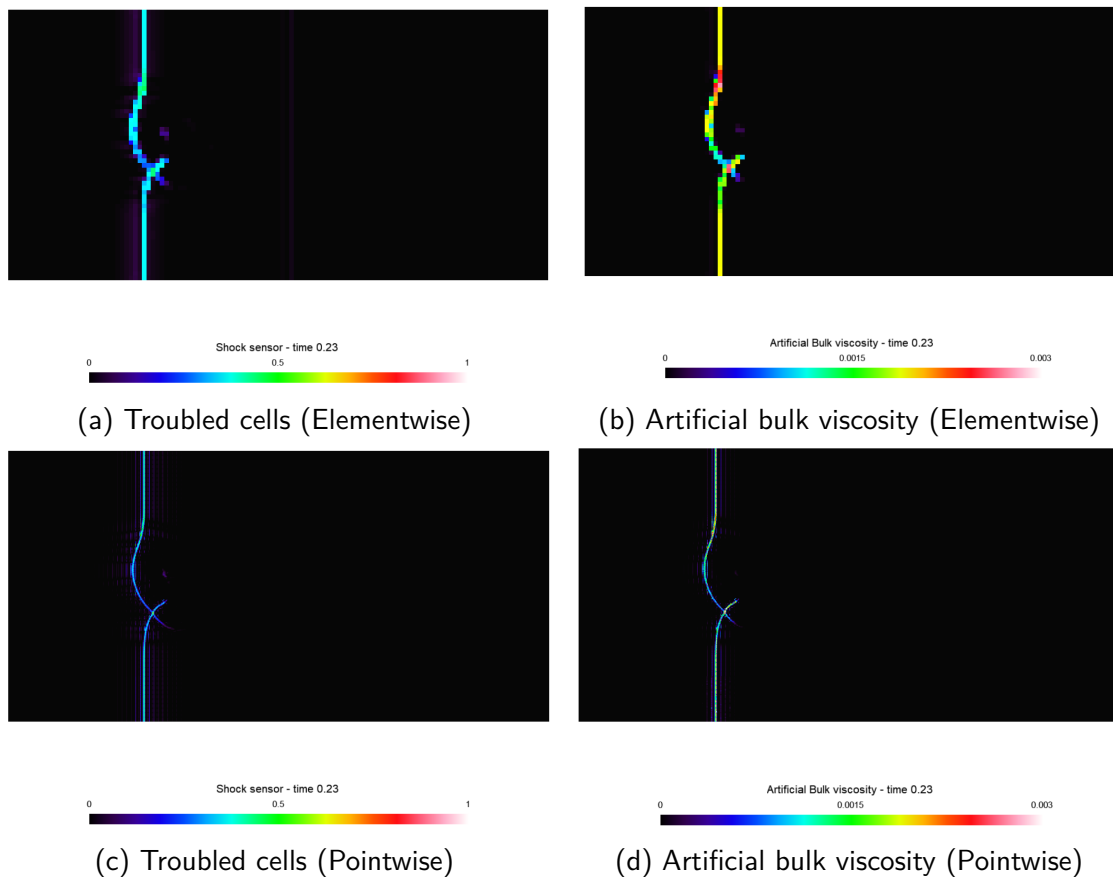 Shock sensor - time 0.23
0 0.5 1
(a) Troubled cells (Elementwise)
Artificial Bulk viscosity - time 0.23
0 0.0015 0.003
(b) Artificial bulk viscosity (Elementwise)
Shock sensor - time 0.23
0 0.5 1
(c) Troubled cells (Pointwise)
Artificial Bulk viscosity - time 0.23
0 0.0015 0.003
(d) Artificial bulk viscosity (Pointwise)